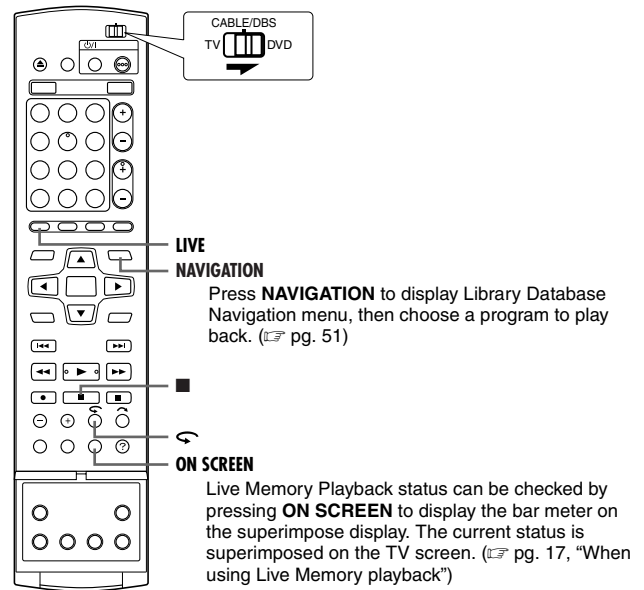 CABLE/DBS
TV DVD
⏻/I
LIVE
NAVIGATION
Press NAVIGATION to display Library Database
Navigation menu, then choose a program to play
back. (☞ pg. 51)
ON SCREEN
Live Memory Playback status can be checked by
pressing ON SCREEN to display the bar meter on
the superimpose display. The current status is
superimposed on the TV screen. (☞ pg. 17, “When
using Live Memory playback”)